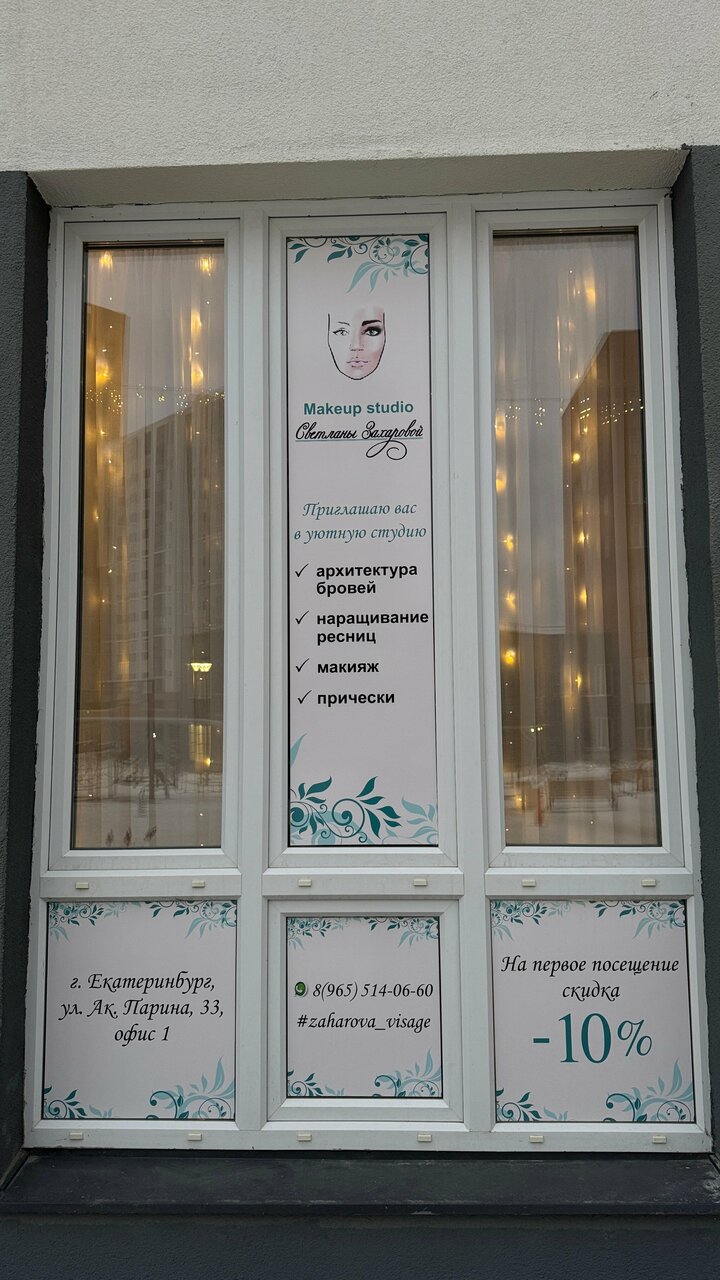 Makeup studio
Светланы Захаровой
Приглашаю вас
в уютную студию
✓ архитектура
бровей
✓ наращивание
ресниц
✓ макияж
✓ прически
г. Екатеринбург,
ул. Ак. Парина, 33,
офис 1
8(965) 514-06-60
#zaharova_visage
На первое посещение
скидка
-10%